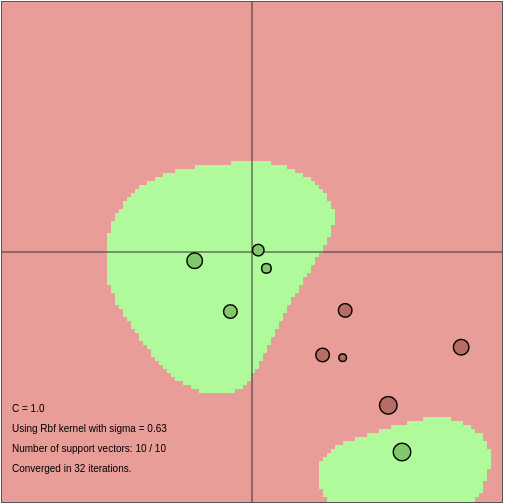 C = 1.0
Using Rbf kernel with sigma = 0.63
Number of support vectors: 10 / 10
Converged in 32 iterations.